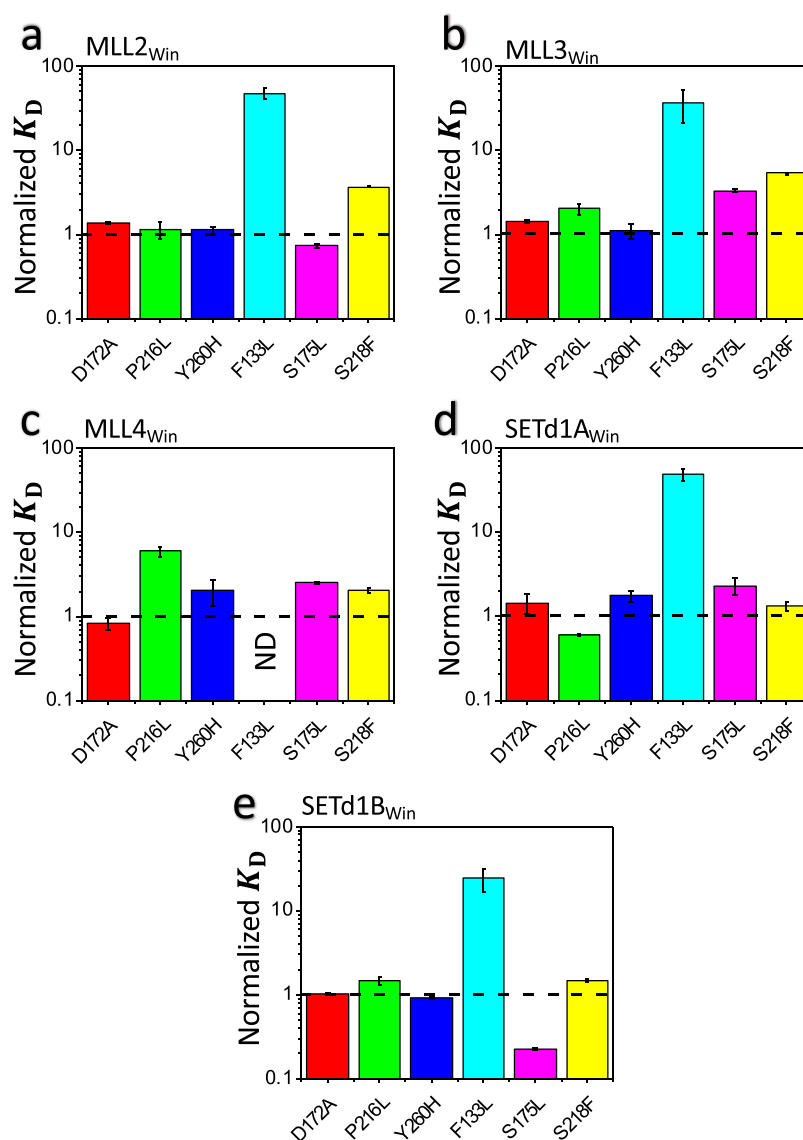 a
MLL2Win
Normalized KD
100
10
1
0.1
D172A
P216L
Y260H
F133L
S175L
S218F
b
MLL3Win
Normalized KD
100
10
1
0.1
D172A
P216L
Y260H
F133L
S175L
S218F
c
MLL4Win
Normalized KD
100
10
1
0.1
ND
D172A
P216L
Y260H
F133L
S175L
S218F
d
SETd1AWin
Normalized KD
100
10
1
0.1
D172A
P216L
Y260H
F133L
S175L
S218F
e
SETd1BWin
Normalized KD
100
10
1
0.1
D172A
P216L
Y260H
F133L
S175L
S218F